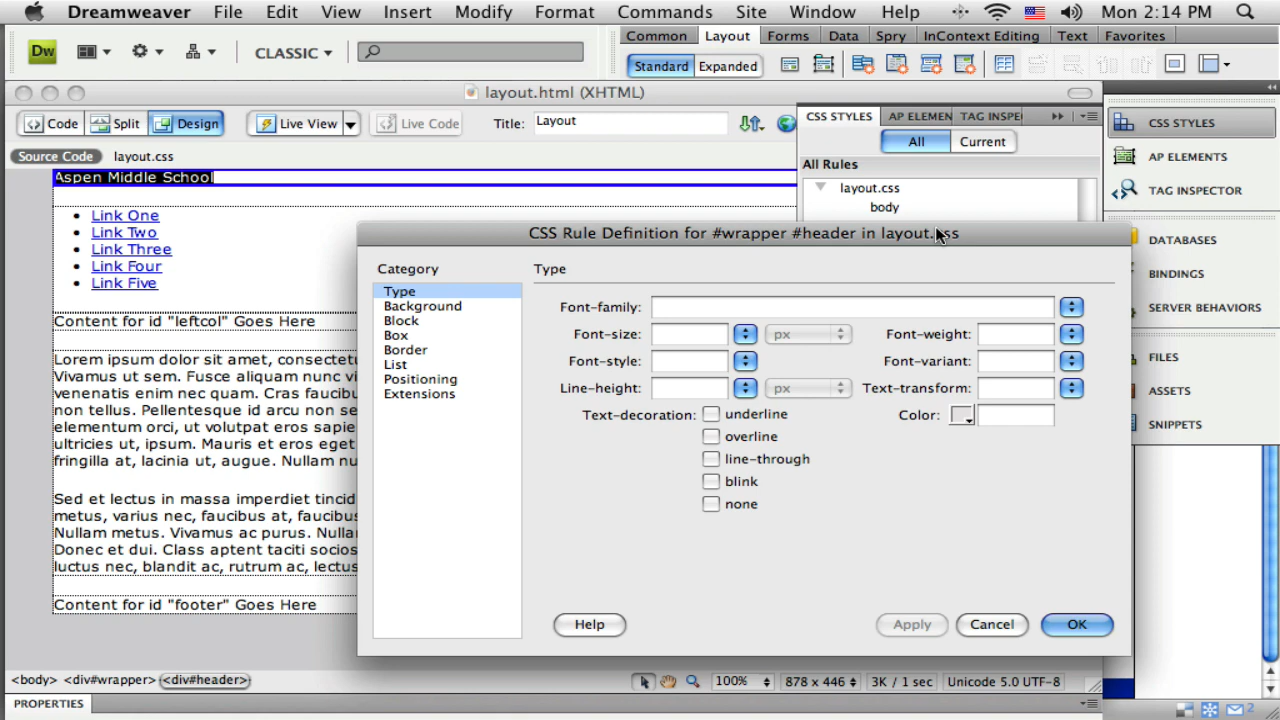 Dreamweaver File Edit View Insert Modify Format Commands Site Window Help Mon 2:14 PM
Dw CLASSIC
Common Layout Forms Data Spry InContext Editing Text Favorites
Standard Expanded
layout.html (XHTML)
Code Split Design Live View Live Code Title: Layout
CSS STYLES AP ELEMEN TAG INSPE
All Current
Source Code layout.css
All Rules
layout.css
body
CSS STYLES
AP ELEMENTS
TAG INSPECTOR
DATABASES
BINDINGS
SERVER BEHAVIORS
FILES
ASSETS
SNIPPETS
Aspen Middle School
Link One
Link Two
Link Three
Link Four
Link Five
Content for id "leftcol" Goes Here
Lorem ipsum dolor sit amet, consectetu
Vivamus ut sem. Fusce aliquam nunc vi
venenatis enim nec quam. Cras faucibu
non tellus. Pellentesque id arcu non se
elementum orci, ut volutpat eros sapie
ultricies ut, ipsum. Mauris et eros eget
fringilla at, lacinia ut, augue. Nullam nu
Sed et lectus in massa imperdiet tincid
metus, varius nec, faucibus at, faucibus
Nullam metus. Vivamus ac purus. Nulla
Donec et dui. Class aptent taciti socios
luctus nec, blandit ac, rutrum ac, lectus
Content for id "footer" Goes Here
CSS Rule Definition for #wrapper #header in layout.css
Category
Type
Background
Block
Box
Border
List
Positioning
Extensions
Type
Font-family:
Font-size: px Font-weight:
Font-style: Font-variant:
Line-height: px Text-transform:
Text-decoration: underline Color:
overline
line-through
blink
none
Help Apply Cancel OK
<body> <div#wrapper> <div#header> 100% 878 x 446 3K / 1 sec Unicode 5.0 UTF-8
PROPERTIES
2